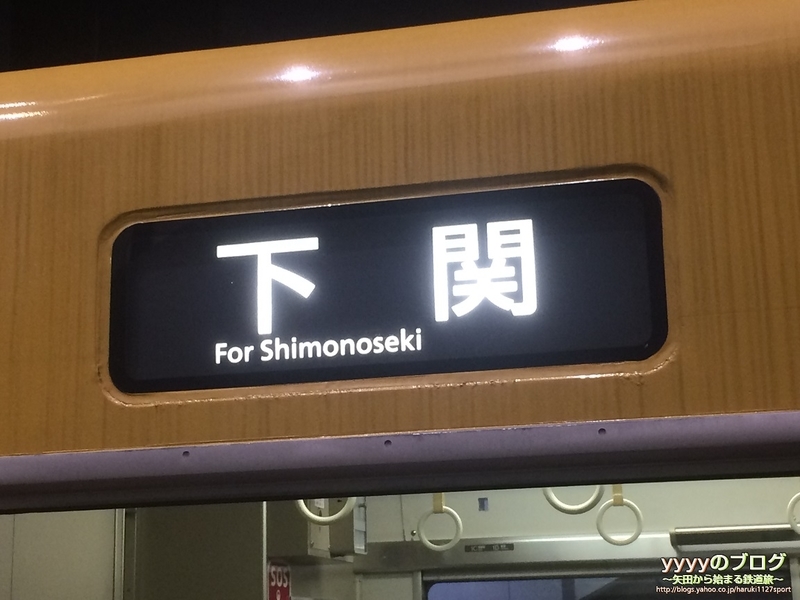 下関
For Shimonoseki
SOS
yyyyのブログ
～矢田から始まる鉄道旅～
http://blogs.yahoo.co.jp/haruki1127sport